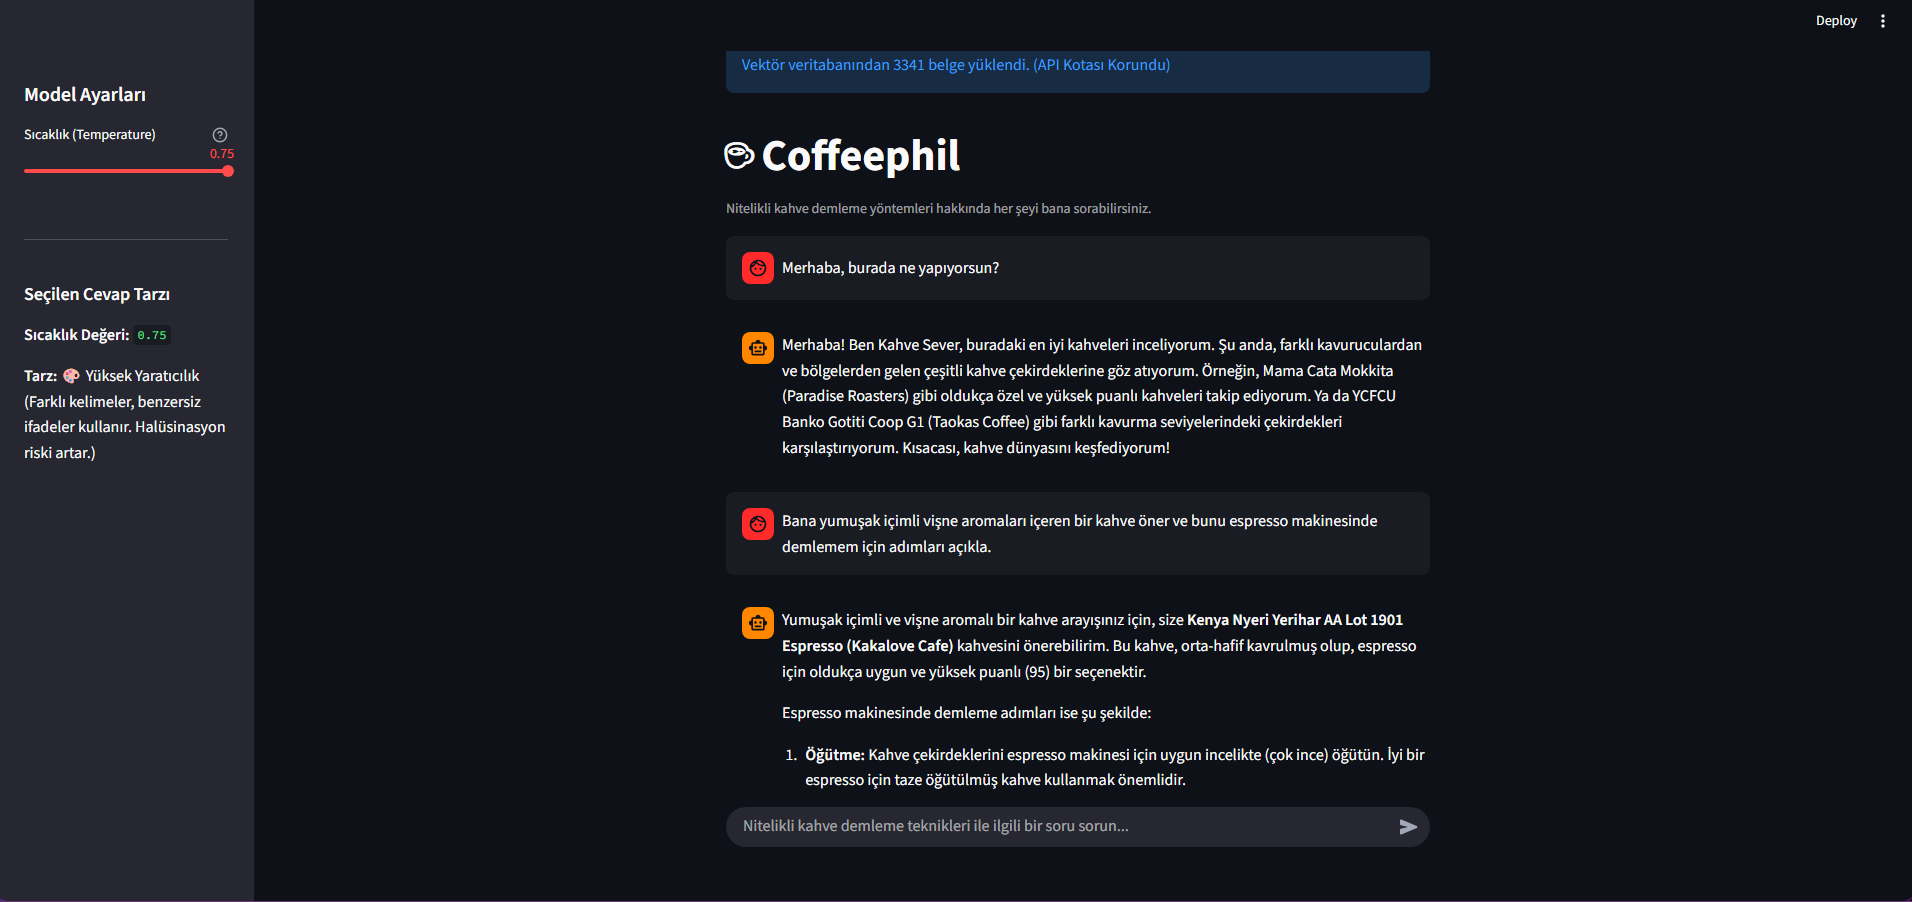 Deploy
Model Ayarları
Sıcaklık (Temperature)
0.75
Seçilen Cevap Tarzı
Sıcaklık Değeri: 0.75
Tarz: 🎨 Yüksek Yaratıcılık
(Farklı kelimeler, benzersiz
ifadeler kullanır. Halüsinasyon
riski artar.)
Vektör veritabanından 3341 belge yüklendi. (API Kotası Korundu)
Coffeephil
Nitelikli kahve demleme yöntemleri hakkında her şeyi bana sorabilirsiniz.
Merhaba, burada ne yapıyorsun?
Merhaba! Ben Kahve Sever, buradaki en iyi kahveleri inceliyorum. Şu anda, farklı kavuruculardan
ve bölgelerden gelen çeşitli kahve çekirdeklerine göz atıyorum. Örneğin, Mama Cata Mokkita
(Paradise Roasters) gibi oldukça özel ve yüksek puanlı kahveleri takip ediyorum. Ya da YCFCU
Banko Gotiti Coop G1 (Taokas Coffee) gibi farklı kavurma seviyelerindeki çekirdekleri
karşılaştırıyorum. Kısacası, kahve dünyasını keşfediyorum!
Bana yumuşak içimli vişne aromaları içeren bir kahve öner ve bunu espresso makinesinde
demlemem için adımları açıkla.
Yumuşak içimli ve vişne aromalı bir kahve arayışınız için, size Kenya Nyeri Yerihar AA Lot 1901
Espresso (Kakalove Cafe) kahvesini önerebilirim. Bu kahve, orta-hafif kavrulmuş olup, espresso
için oldukça uygun ve yüksek puanlı (95) bir seçenektir.
Espresso makinesinde demleme adımları ise şu şekilde:
1. Öğütme: Kahve çekirdeklerini espresso makinesi için uygun incelikte (çok ince) öğütün. İyi bir
espresso için taze öğütülmüş kahve kullanmak önemlidir.
Nitelikli kahve demleme teknikleri ile ilgili bir soru sorun...